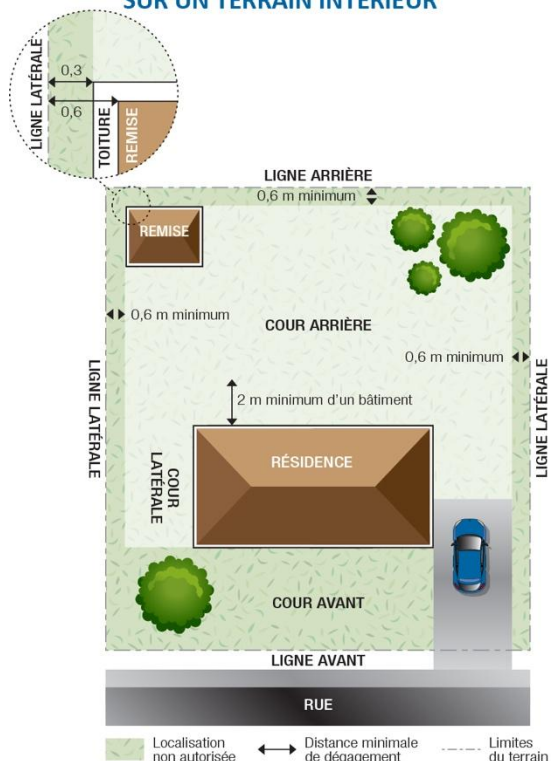 SUR UN TERRAIN INTÉRIEUR
LIGNE LATÉRALE
0,3
0,6
TOITURE
REMISE
LIGNE ARRIÈRE
0,6 m minimum
REMISE
0,6 m minimum
COUR ARRIÈRE
0,6 m minimum
LIGNE LATÉRALE
LIGNE LATÉRALE
2 m minimum d'un bâtiment
COUR
LATÉRALE
RÉSIDENCE
COUR AVANT
LIGNE AVANT
RUE
Localisation
non autorisée
Distance minimale
de dégagement
Limites
du terrain